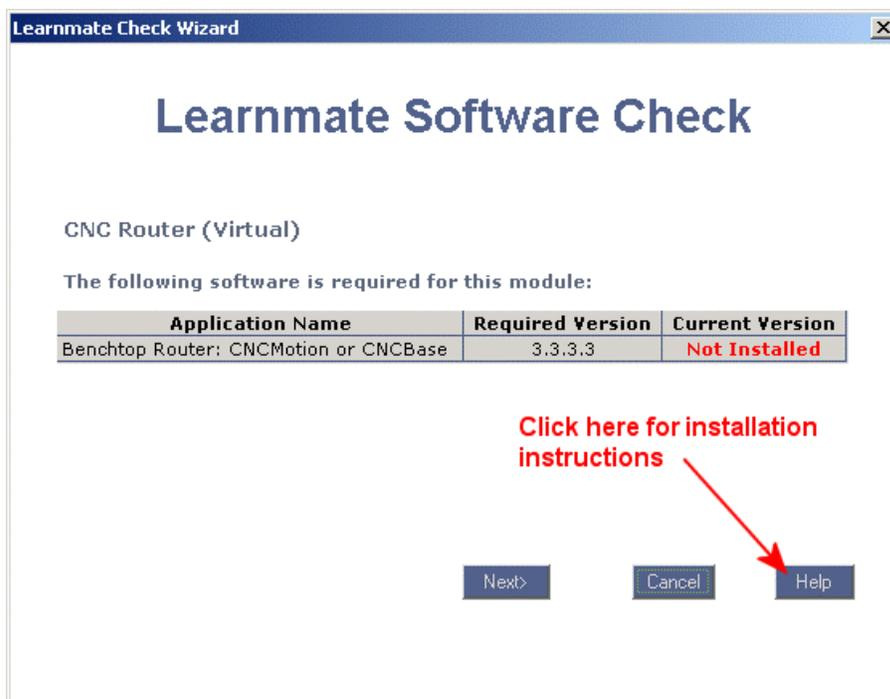 Learnmate Check Wizard
Learnmate Software Check
CNC Router (Virtual)
The following software is required for this module:
Application Name Required Version Current Version
Benchtop Router: CNCMotion or CNCBase 3.3.3.3 Not Installed
Click here for installation
instructions
Next> Cancel Help